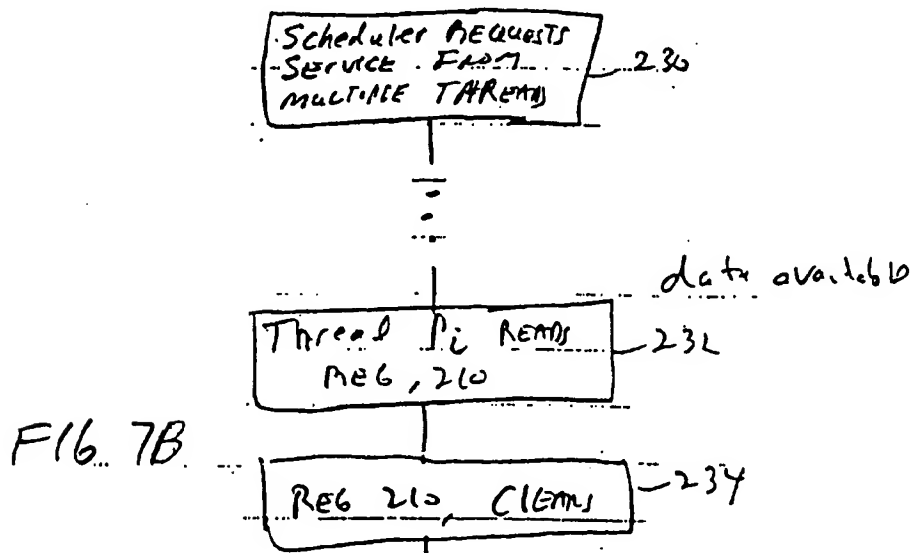 Scheduler REQUESTS
SERVICE FROM
MULTIPLE THREADS
230
data available
Thread Pi READS
REG, 210
232
FIG. 7B
REG 210, CLEARS
234